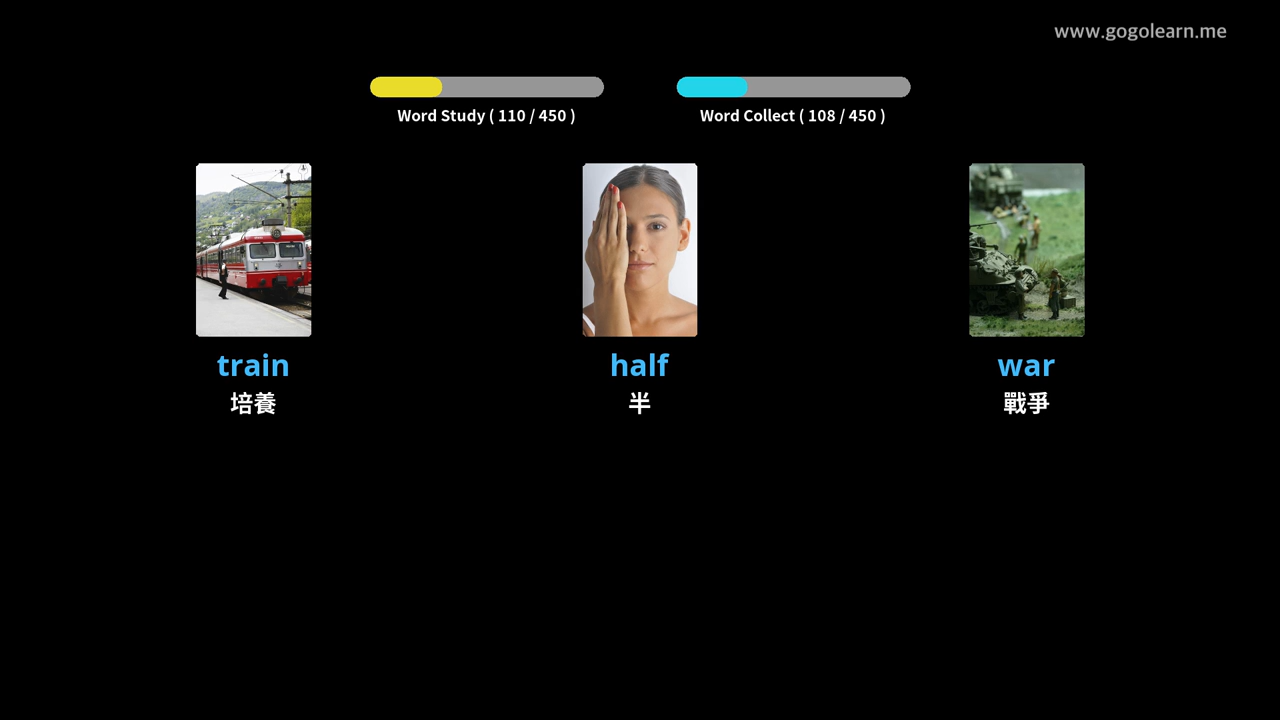 www.gogolearn.me
Word Study ( 110 / 450 )
Word Collect ( 108 / 450 )
train
half
war
培養
半
戰爭